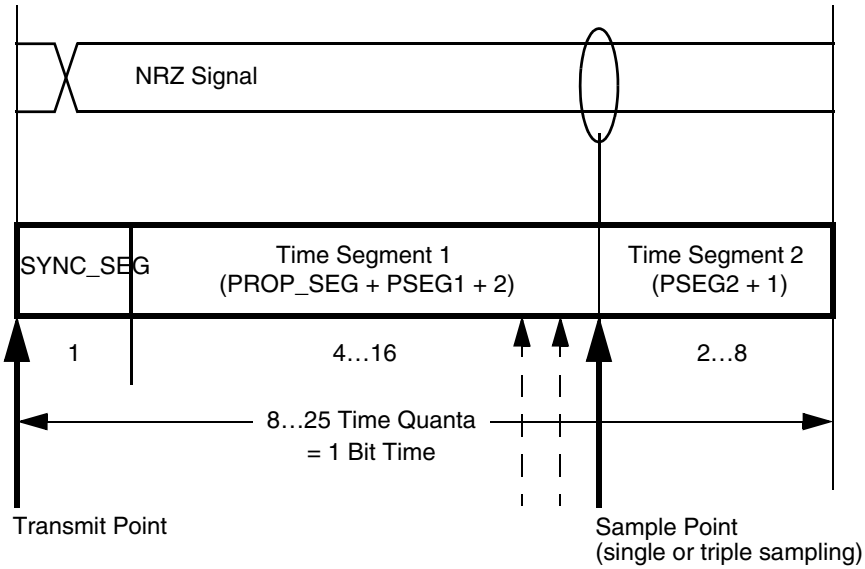 NRZ Signal
SYNC_SEG
Time Segment 1
(PROP_SEG + PSEG1 + 2)
Time Segment 2
(PSEG2 + 1)
1
4…16
2…8
8…25 Time Quanta
= 1 Bit Time
Transmit Point
Sample Point
(single or triple sampling)